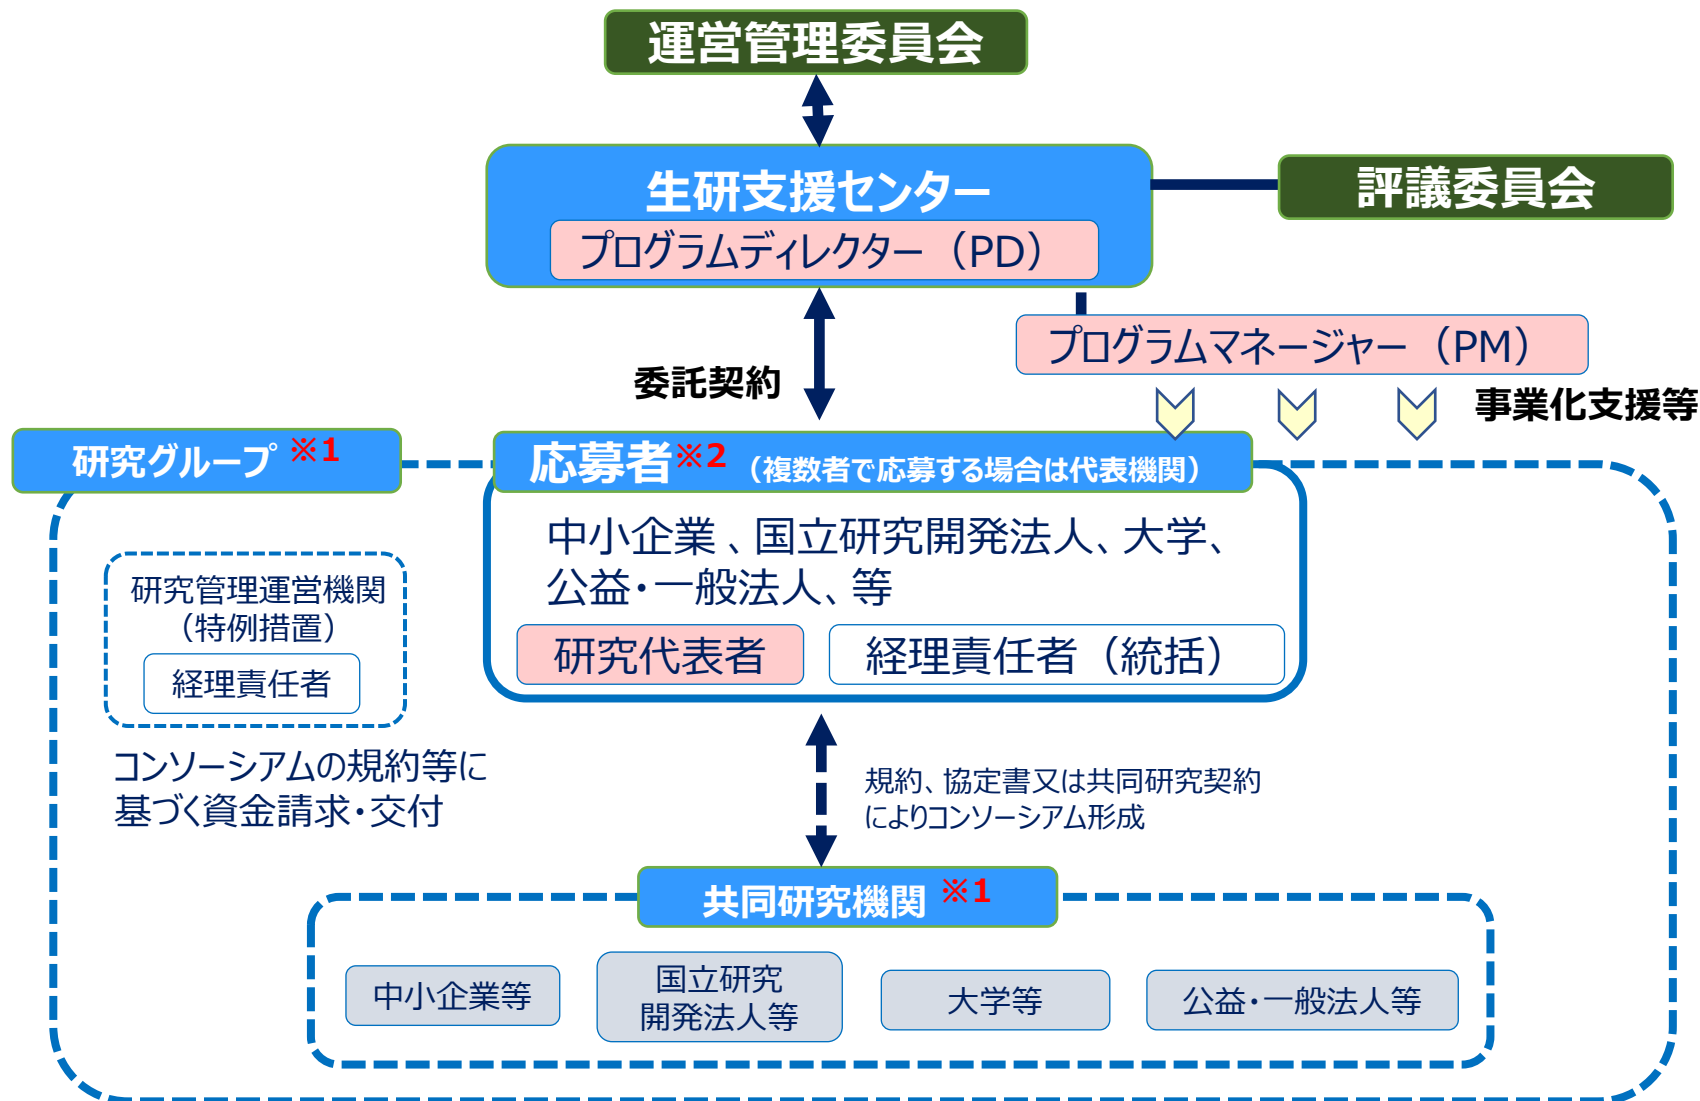 運営管理委員会
生研支援センター
評議委員会
プログラムディレクター（PD）
プログラムマネージャー（PM）
委託契約
事業化支援等
研究グループ ※1
応募者※2 （複数者で応募する場合は代表機関）
中小企業 、国立研究開発法人、大学、
公益・一般法人、等
研究管理運営機関
（特例措置）
経理責任者
研究代表者
経理責任者（統括）
コンソーシアムの規約等に
基づく資金請求・交付
規約、協定書又は共同研究契約
によりコンソーシアム形成
共同研究機関 ※1
中小企業等
国立研究
開発法人等
大学等
公益・一般法人等